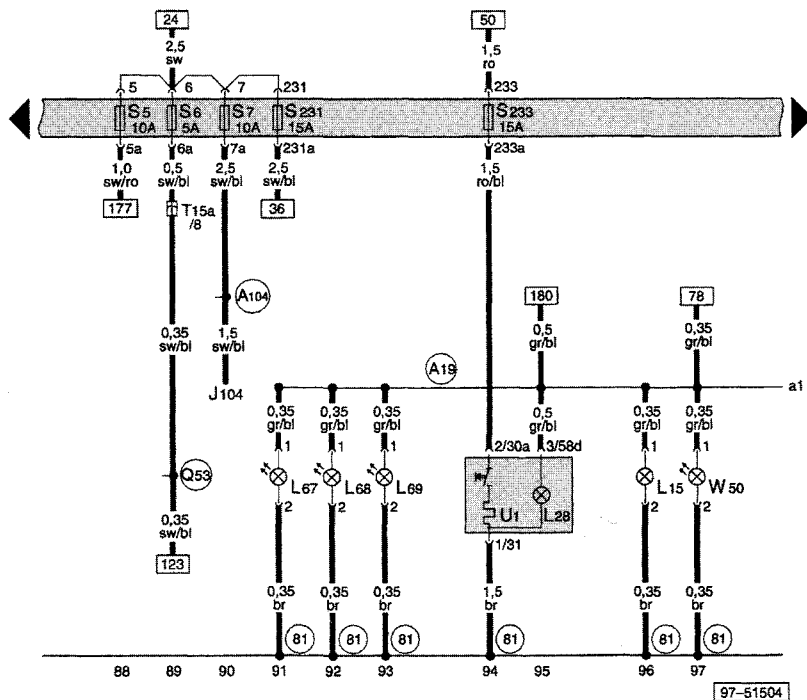 24 50
2,5 sw 1,5 ro
5 6 7 231 233
S5 10A S6 5A S7 10A S231 15A S233 15A
5a 6a 7a 231a 233a
1,0 sw/ro 0,5 sw/bl 2,5 sw/bl 2,5 sw/bl 1,5 ro/bl
177 T15a /8 36
A104 180 78
0,35 sw/bl 1,5 sw/bl 0,5 gr/bl 0,35 gr/bl
A19
J104 a1
0,35 gr/bl 0,35 gr/bl 0,35 gr/bl 0,5 gr/bl 0,35 gr/bl 0,35 gr/bl
1 1 1 2/30a 3/58d 1 1
Q53 L67 L68 L69 L15 W50
U1 L28
2 2 2 2 2
0,35 sw/bl 1/31
123
0,35 br 0,35 br 0,35 br 1,5 br 0,35 br 0,35 br
81 81 81 81 81 81
88 89 90 91 92 93 94 95 96 97
97-51504